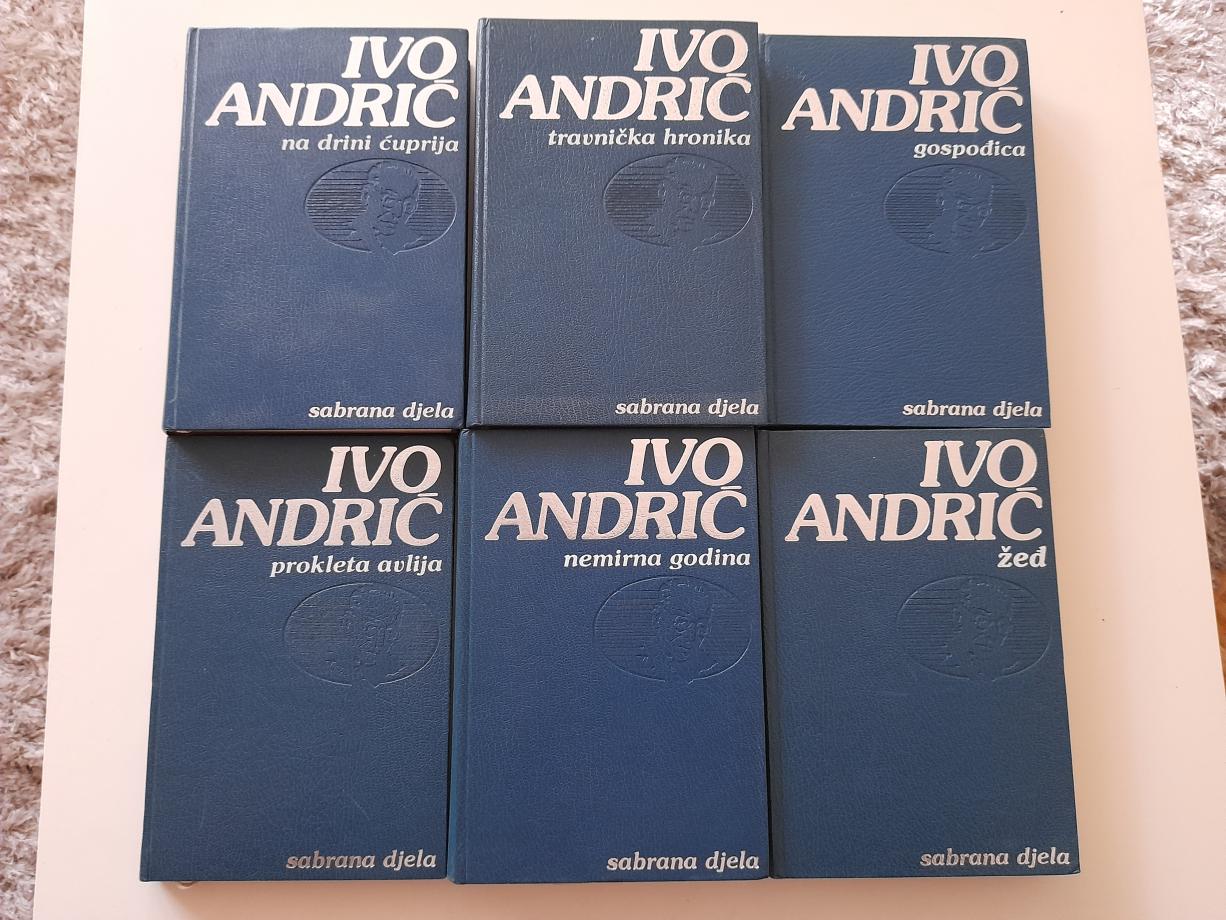 IVO
ANDRIĆ
na drini ćuprija
sabrana djela
IVO
ANDRIĆ
travnička hronika
sabrana djela
IVO
ANDRIĆ
gospođica
sabrana djela
IVO
ANDRIĆ
prokleta avlija
sabrana djela
IVO
ANDRIĆ
nemirna godina
sabrana djela
IVO
ANDRIĆ
žeđ
sabrana djela